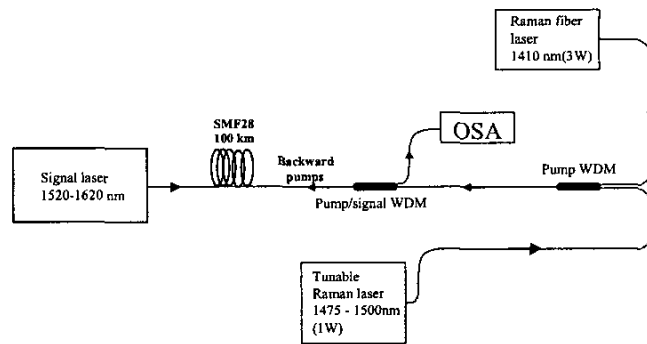 Raman fiber
laser
1410 nm(3W)
SMF28
100 km
OSA
Backward
pumps
Pump WDM
Signal laser
1520-1620 nm
Pump/signal WDM
Tunable
Raman laser
1475 - 1500nm
(1W)